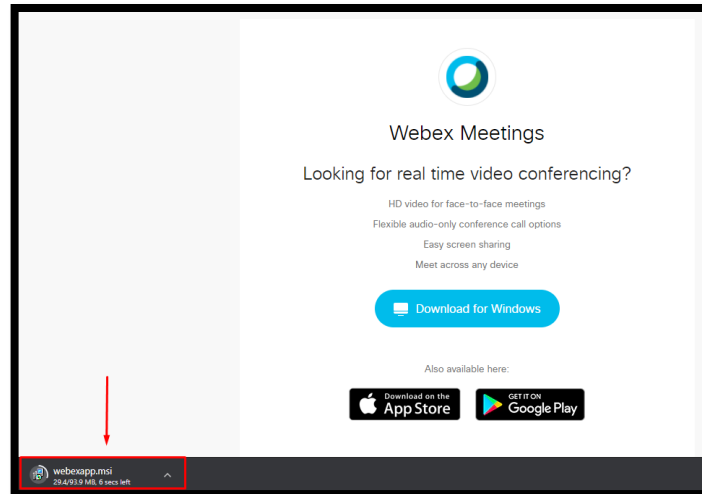 Webex Meetings
Looking for real time video conferencing?
HD video for face-to-face meetings
Flexible audio-only conference call options
Easy screen sharing
Meet across any device
Download for Windows
Also available here:
Download on the
App Store
GET IT ON
Google Play
webexapp.msi
29.4/93.9 MB, 6 secs left